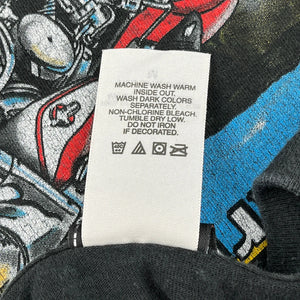 MACHINE WASH WARM
INSIDE OUT.
WASH DARK COLORS
SEPARATELY.
NON-CHLORINE BLEACH.
TUMBLE DRY LOW.
DO NOT IRON
IF DECORATED.